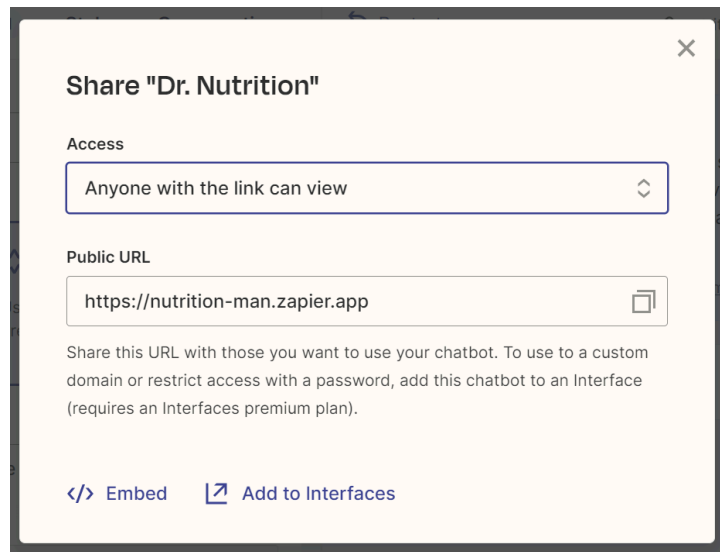 Share "Dr. Nutrition"
Access
Anyone with the link can view
Public URL
https://nutrition-man.zapier.app
Share this URL with those you want to use your chatbot. To use to a custom
domain or restrict access with a password, add this chatbot to an Interface
(requires an Interfaces premium plan).
</> Embed
Add to Interfaces